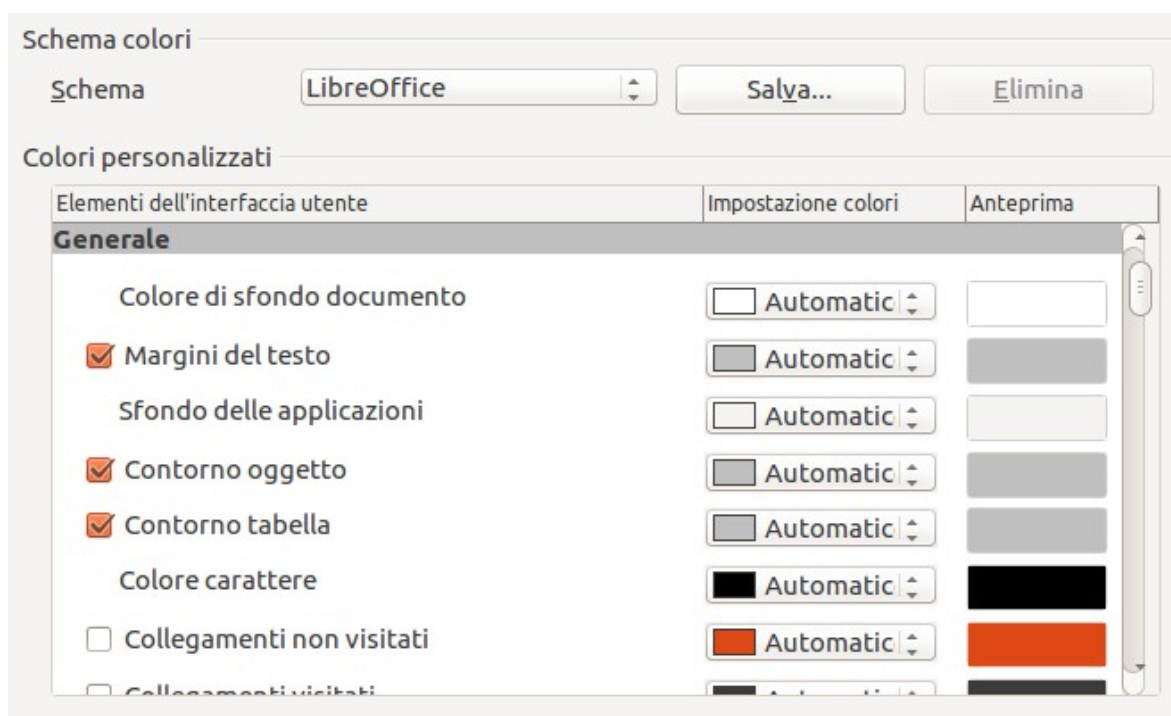 Schema colori
Schema LibreOffice Salva... Elimina
Colori personalizzati
Elementi dell'interfaccia utente Impostazione colori Anteprima
Generale
Colore di sfondo documento Automatic
Margini del testo Automatic
Sfondo delle applicazioni Automatic
Contorno oggetto Automatic
Contorno tabella Automatic
Colore carattere Automatic
Collegamenti non visitati Automatic
Collegamenti visitati